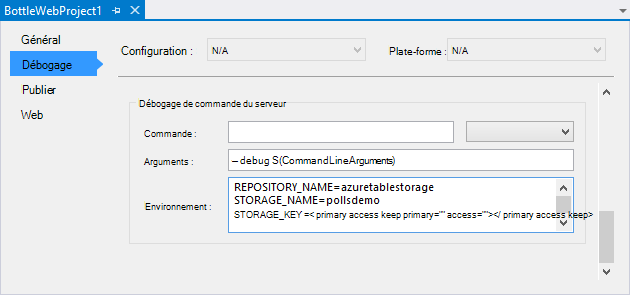 BottleWebProject1
Général
Débogage
Publier
Web
Configuration : N/A Plate-forme : N/A
Débogage de commande du serveur
Commande :
Arguments : -- debug S(CommandLineArguments)
Environnement : REPOSITORY_NAME=azuretablestorage
STORAGE_NAME=pollsdemo
STORAGE_KEY =< primary access keep primary="" access=""></ primary access keep>